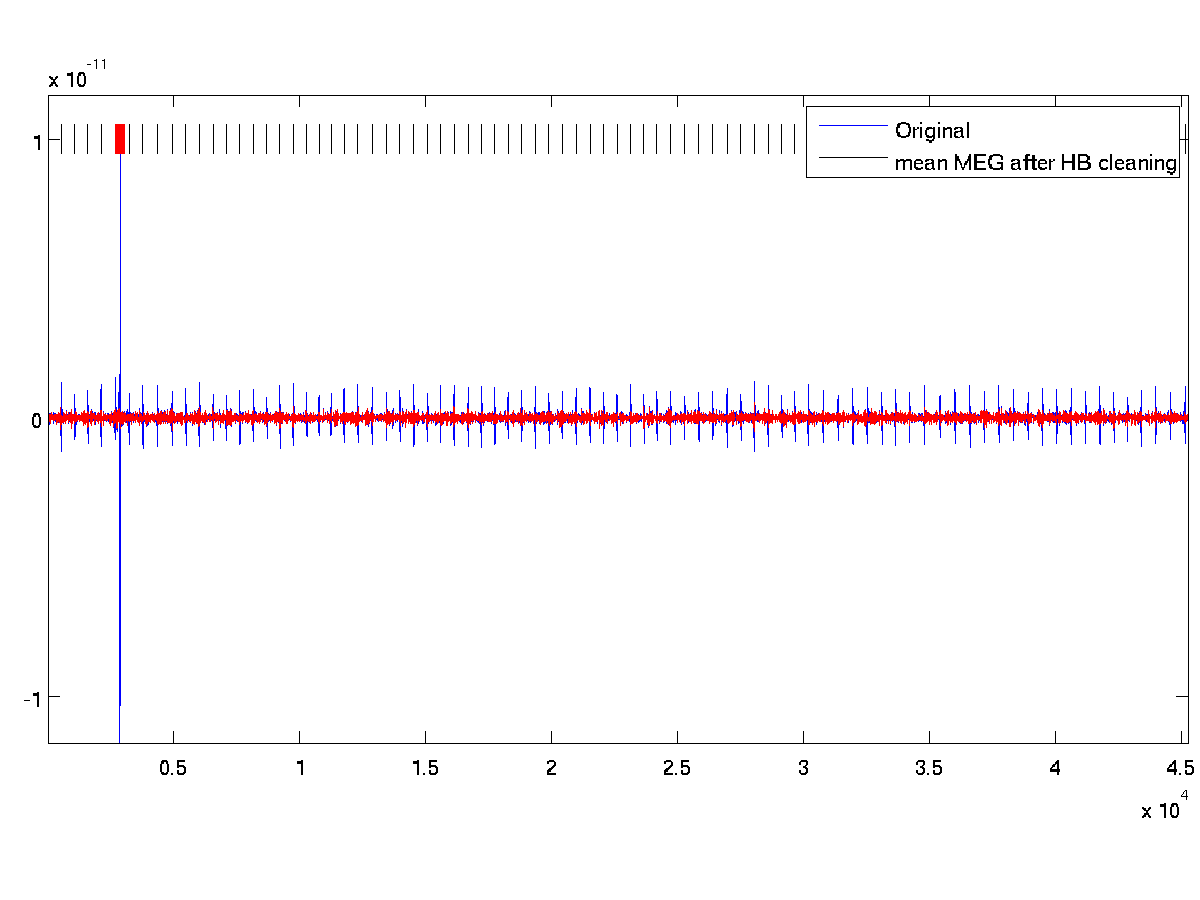 x 10^-11
1
0
-1
Original
mean MEG after HB cleaning
0.5 1 1.5 2 2.5 3 3.5 4 4.5
x 10^4